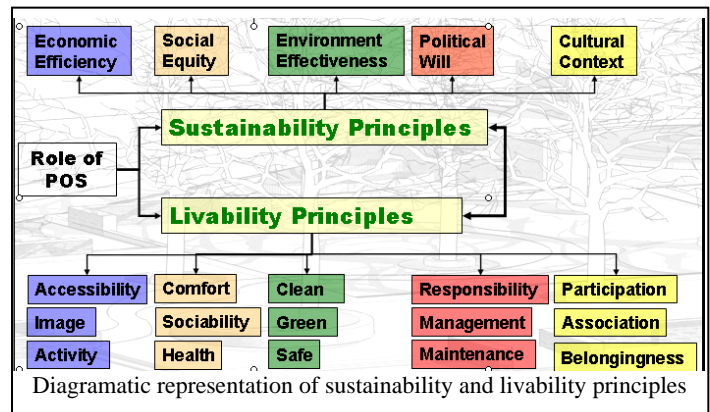 Economic
Efficiency
Social
Equity
Environment
Effectiveness
Political
Will
Cultural
Context
Sustainability Principles
Role of
POS
Livability Principles
Accessibility
Comfort
Clean
Responsibility
Participation
Image
Sociability
Green
Management
Association
Activity
Health
Safe
Maintenance
Belongingness
Diagramatic representation of sustainability and livability principles